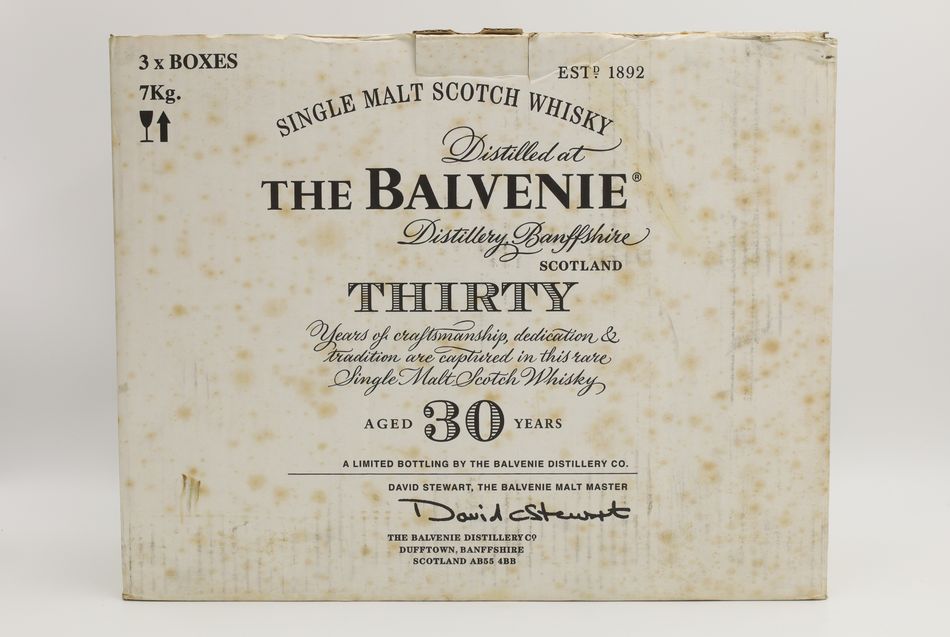 3 x BOXES
7Kg.
ESTD 1892
SINGLE MALT SCOTCH WHISKY
Distilled at
THE BALVENIE®
Distillery, Banffshire
SCOTLAND
THIRTY
Years of craftsmanship, dedication &
tradition are captured in this rare
Single Malt Scotch Whisky
AGED 30 YEARS
A LIMITED BOTTLING BY THE BALVENIE DISTILLERY CO.
DAVID STEWART, THE BALVENIE MALT MASTER
David Stewart
THE BALVENIE DISTILLERY Co
DUFFTOWN, BANFFSHIRE
SCOTLAND AB55 4BB